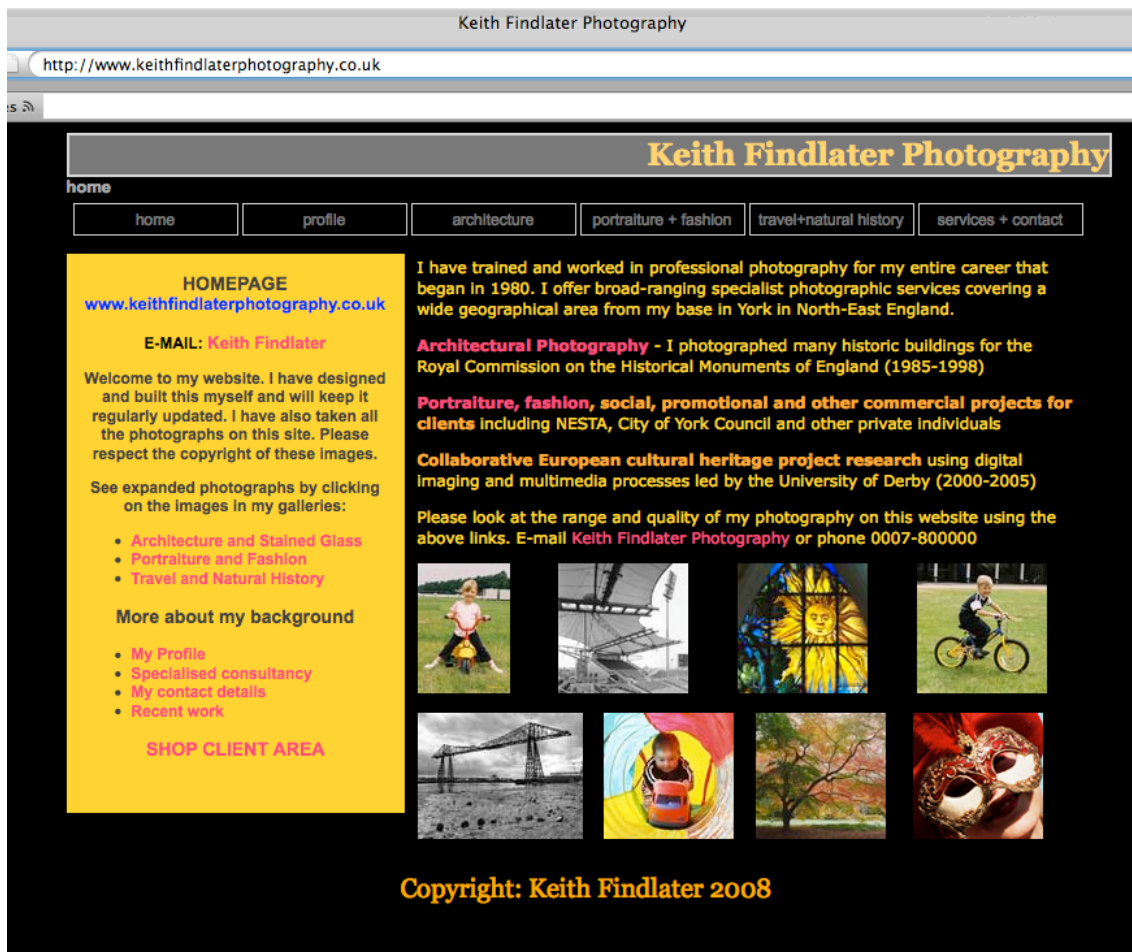 Keith Findlater Photography
http://www.keithfindlaterphotography.co.uk
es
Keith Findlater Photography
home
home
profile
architecture
portraiture + fashion
travel+natural history
services + contact
HOMEPAGE
www.keithfindlaterphotography.co.uk
E-MAIL: Keith Findlater
Welcome to my website. I have designed
and built this myself and will keep it
regularly updated. I have also taken all
the photographs on this site. Please
respect the copyright of these images.
See expanded photographs by clicking
on the images in my galleries:
• Architecture and Stained Glass
• Portraiture and Fashion
• Travel and Natural History
More about my background
• My Profile
• Specialised consultancy
• My contact details
• Recent work
SHOP CLIENT AREA
I have trained and worked in professional photography for my entire career that
began in 1980. I offer broad-ranging specialist photographic services covering a
wide geographical area from my base in York in North-East England.
Architectural Photography - I photographed many historic buildings for the
Royal Commission on the Historical Monuments of England (1985-1998)
Portraiture, fashion, social, promotional and other commercial projects for
clients including NESTA, City of York Council and other private individuals
Collaborative European cultural heritage project research using digital
imaging and multimedia processes led by the University of Derby (2000-2005)
Please look at the range and quality of my photography on this website using the
above links. E-mail Keith Findlater Photography or phone 0007-800000
Copyright: Keith Findlater 2008